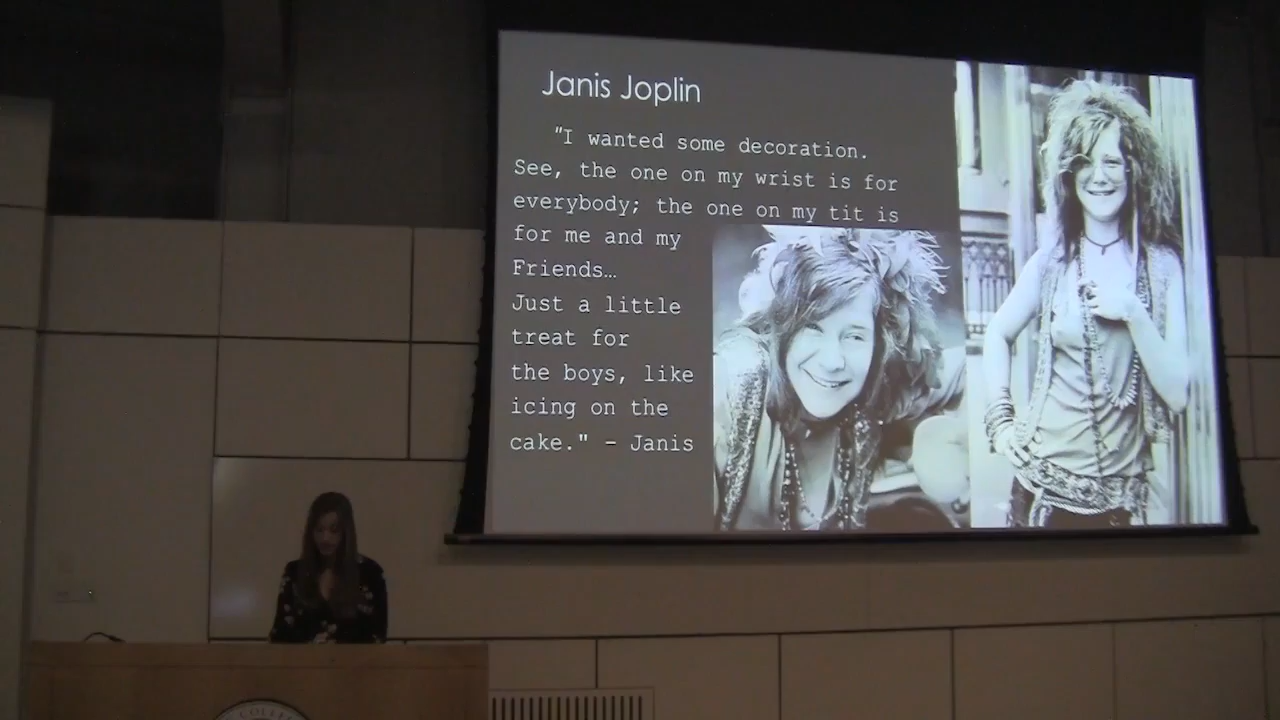 Janis Joplin
"I wanted some decoration.
See, the one on my wrist is for
everybody; the one on my tit is
for me and my
Friends…
Just a little
treat for
the boys, like
icing on the
cake." – Janis
COLLEGE